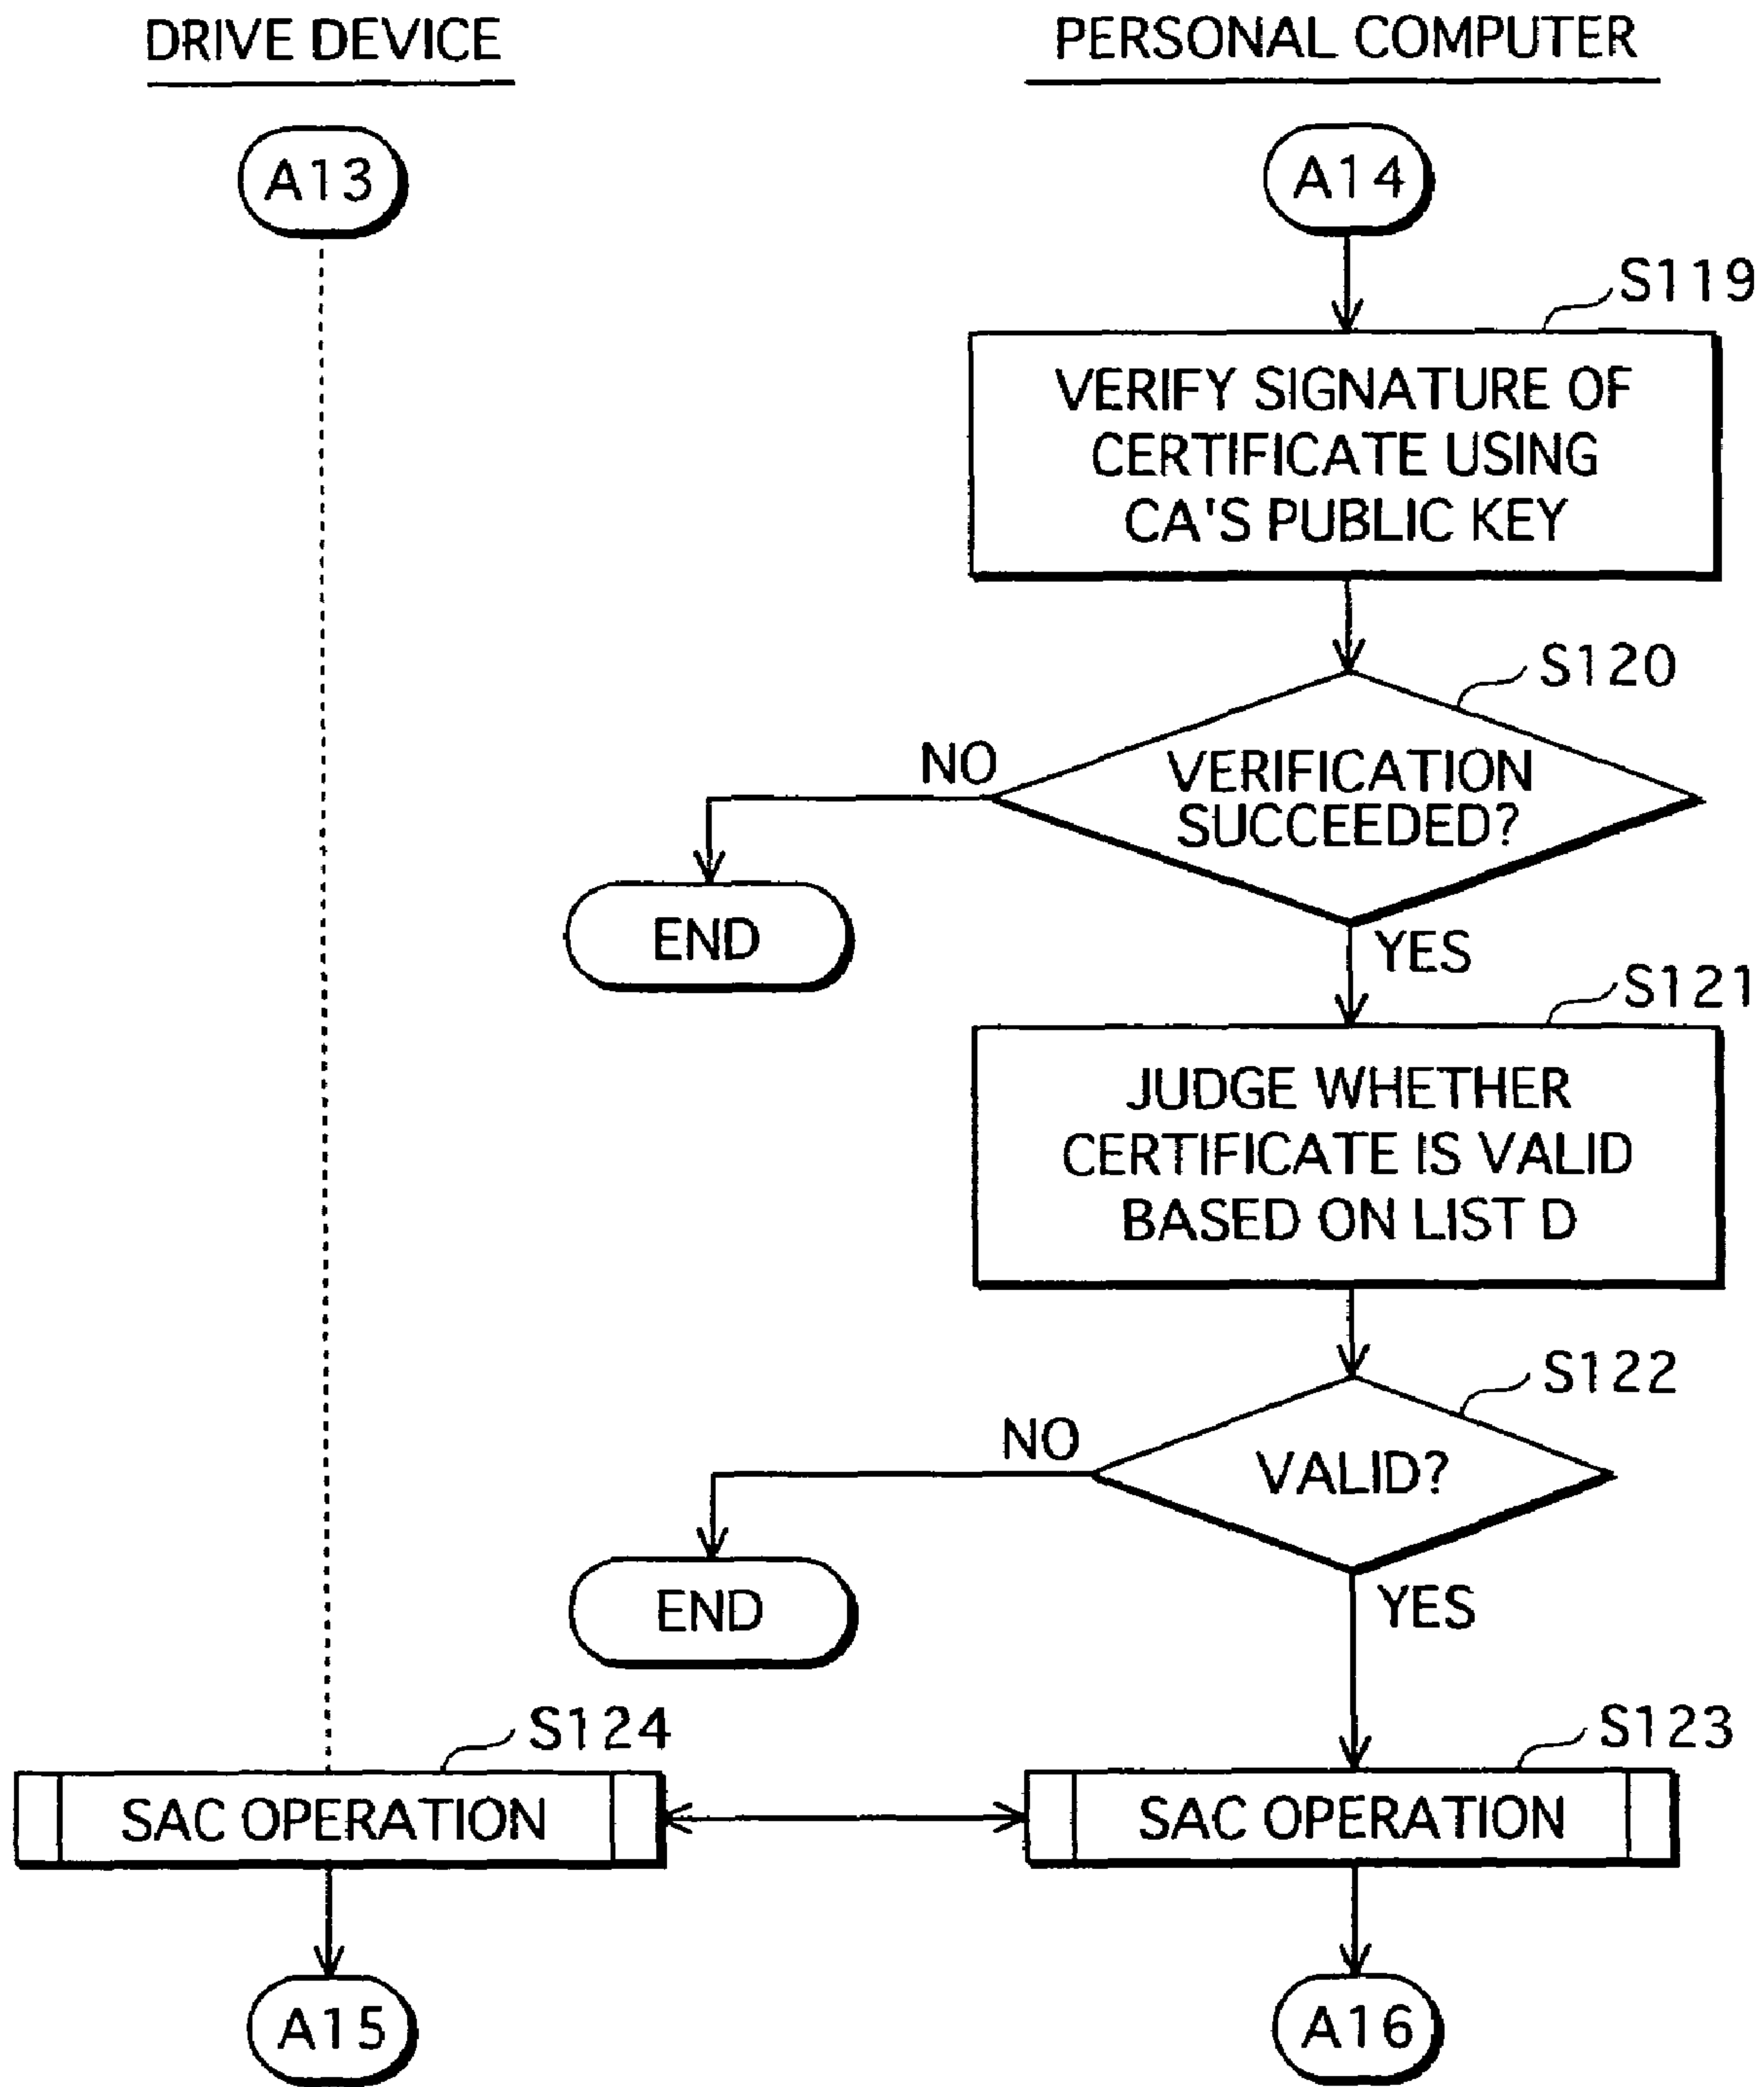 DRIVE DEVICE
PERSONAL COMPUTER
A13
A14
S119
VERIFY SIGNATURE OF
CERTIFICATE USING
CA'S PUBLIC KEY
S120
NO
VERIFICATION
SUCCEEDED?
END
YES
S121
JUDGE WHETHER
CERTIFICATE IS VALID
BASED ON LIST D
S122
NO
VALID?
END
YES
S124
S123
SAC OPERATION
SAC OPERATION
A15
A16